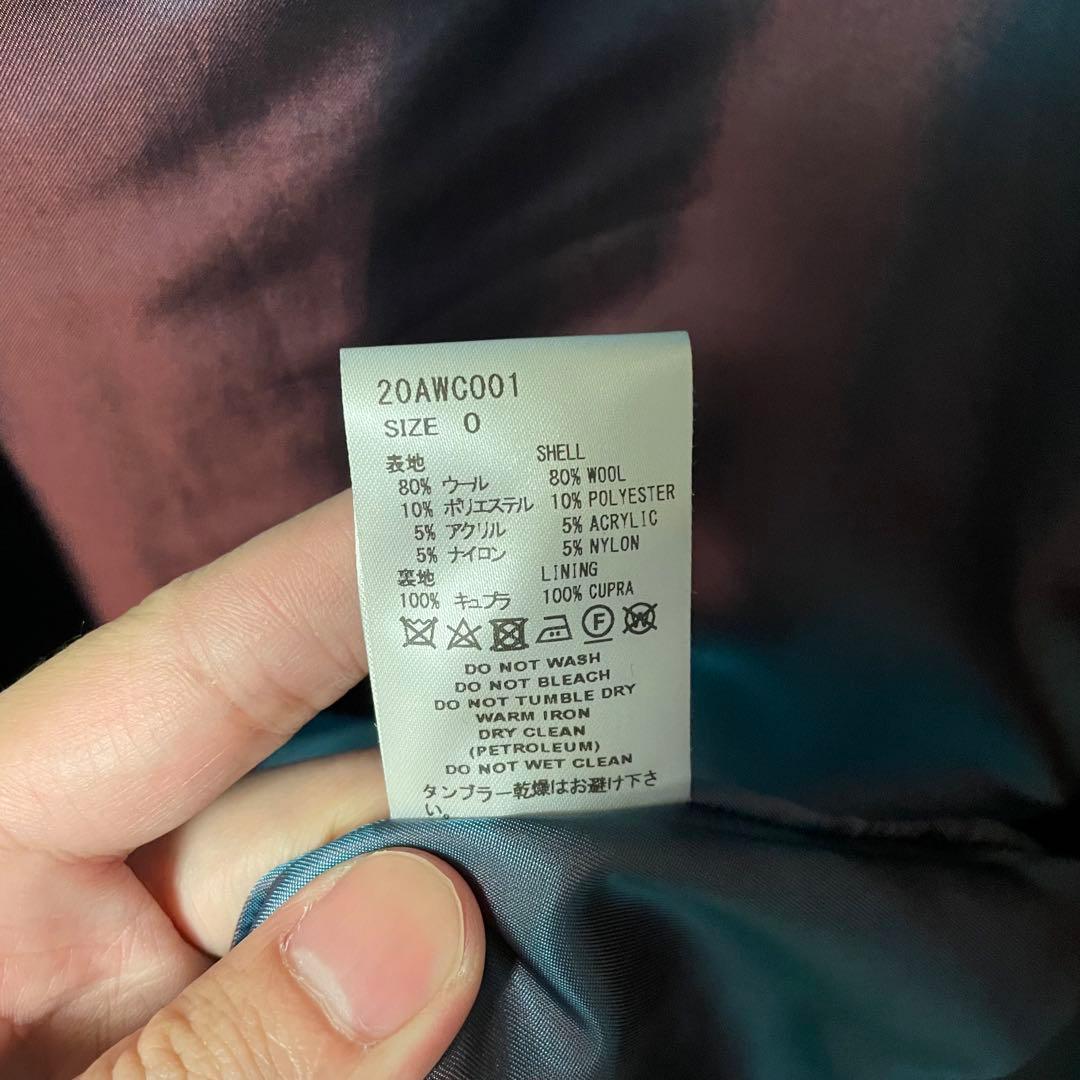 20AWC001
SIZE 0
表地 SHELL
80% ウール 80% WOOL
10% ポリエステル 10% POLYESTER
5% アクリル 5% ACRYLIC
5% ナイロン 5% NYLON
裏地 LINING
100% キュプラ 100% CUPRA
F W
DO NOT WASH
DO NOT BLEACH
DO NOT TUMBLE DRY
WARM IRON
DRY CLEAN
(PETROLEUM)
DO NOT WET CLEAN
タンブラー乾燥はお避け下さ
い。